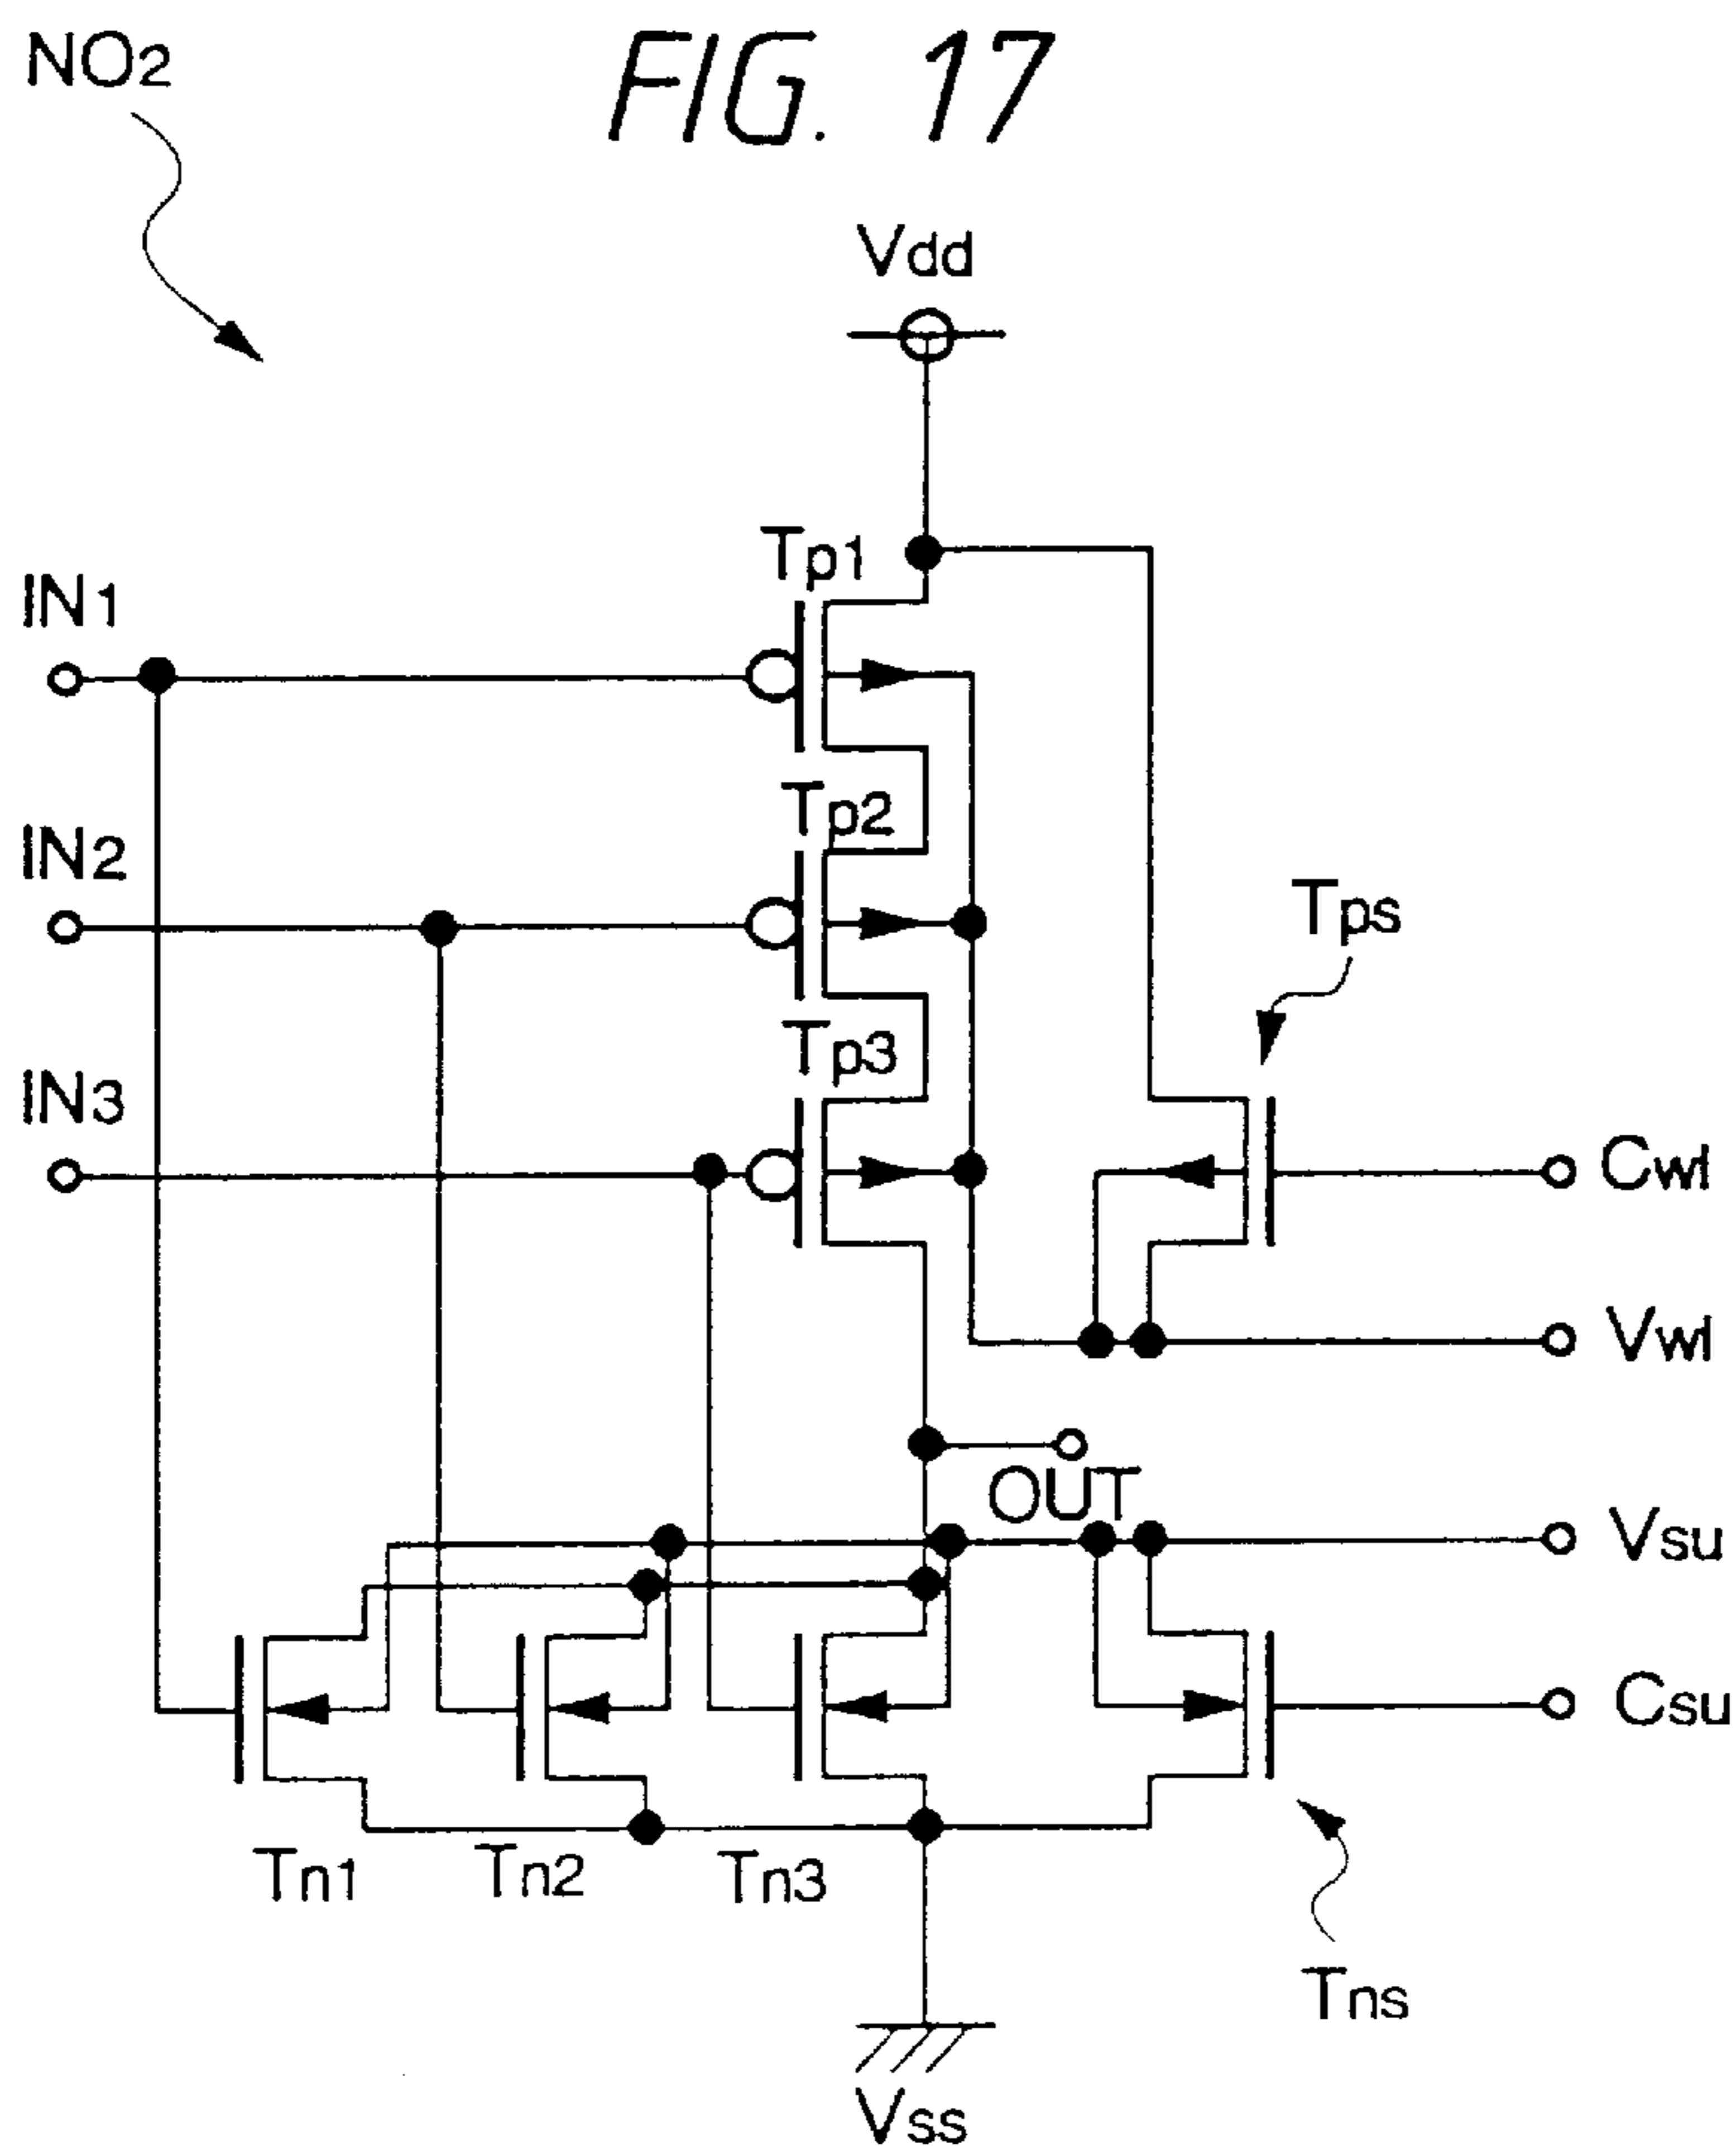 NO2
FIG. 17
Vdd
Tp1
IN1
Tp2
IN2
Tps
Tp3
IN3
Cwl
Vwl
OUT
Vsu
Csu
Tn1
Tn2
Tn3
Tns
Vss